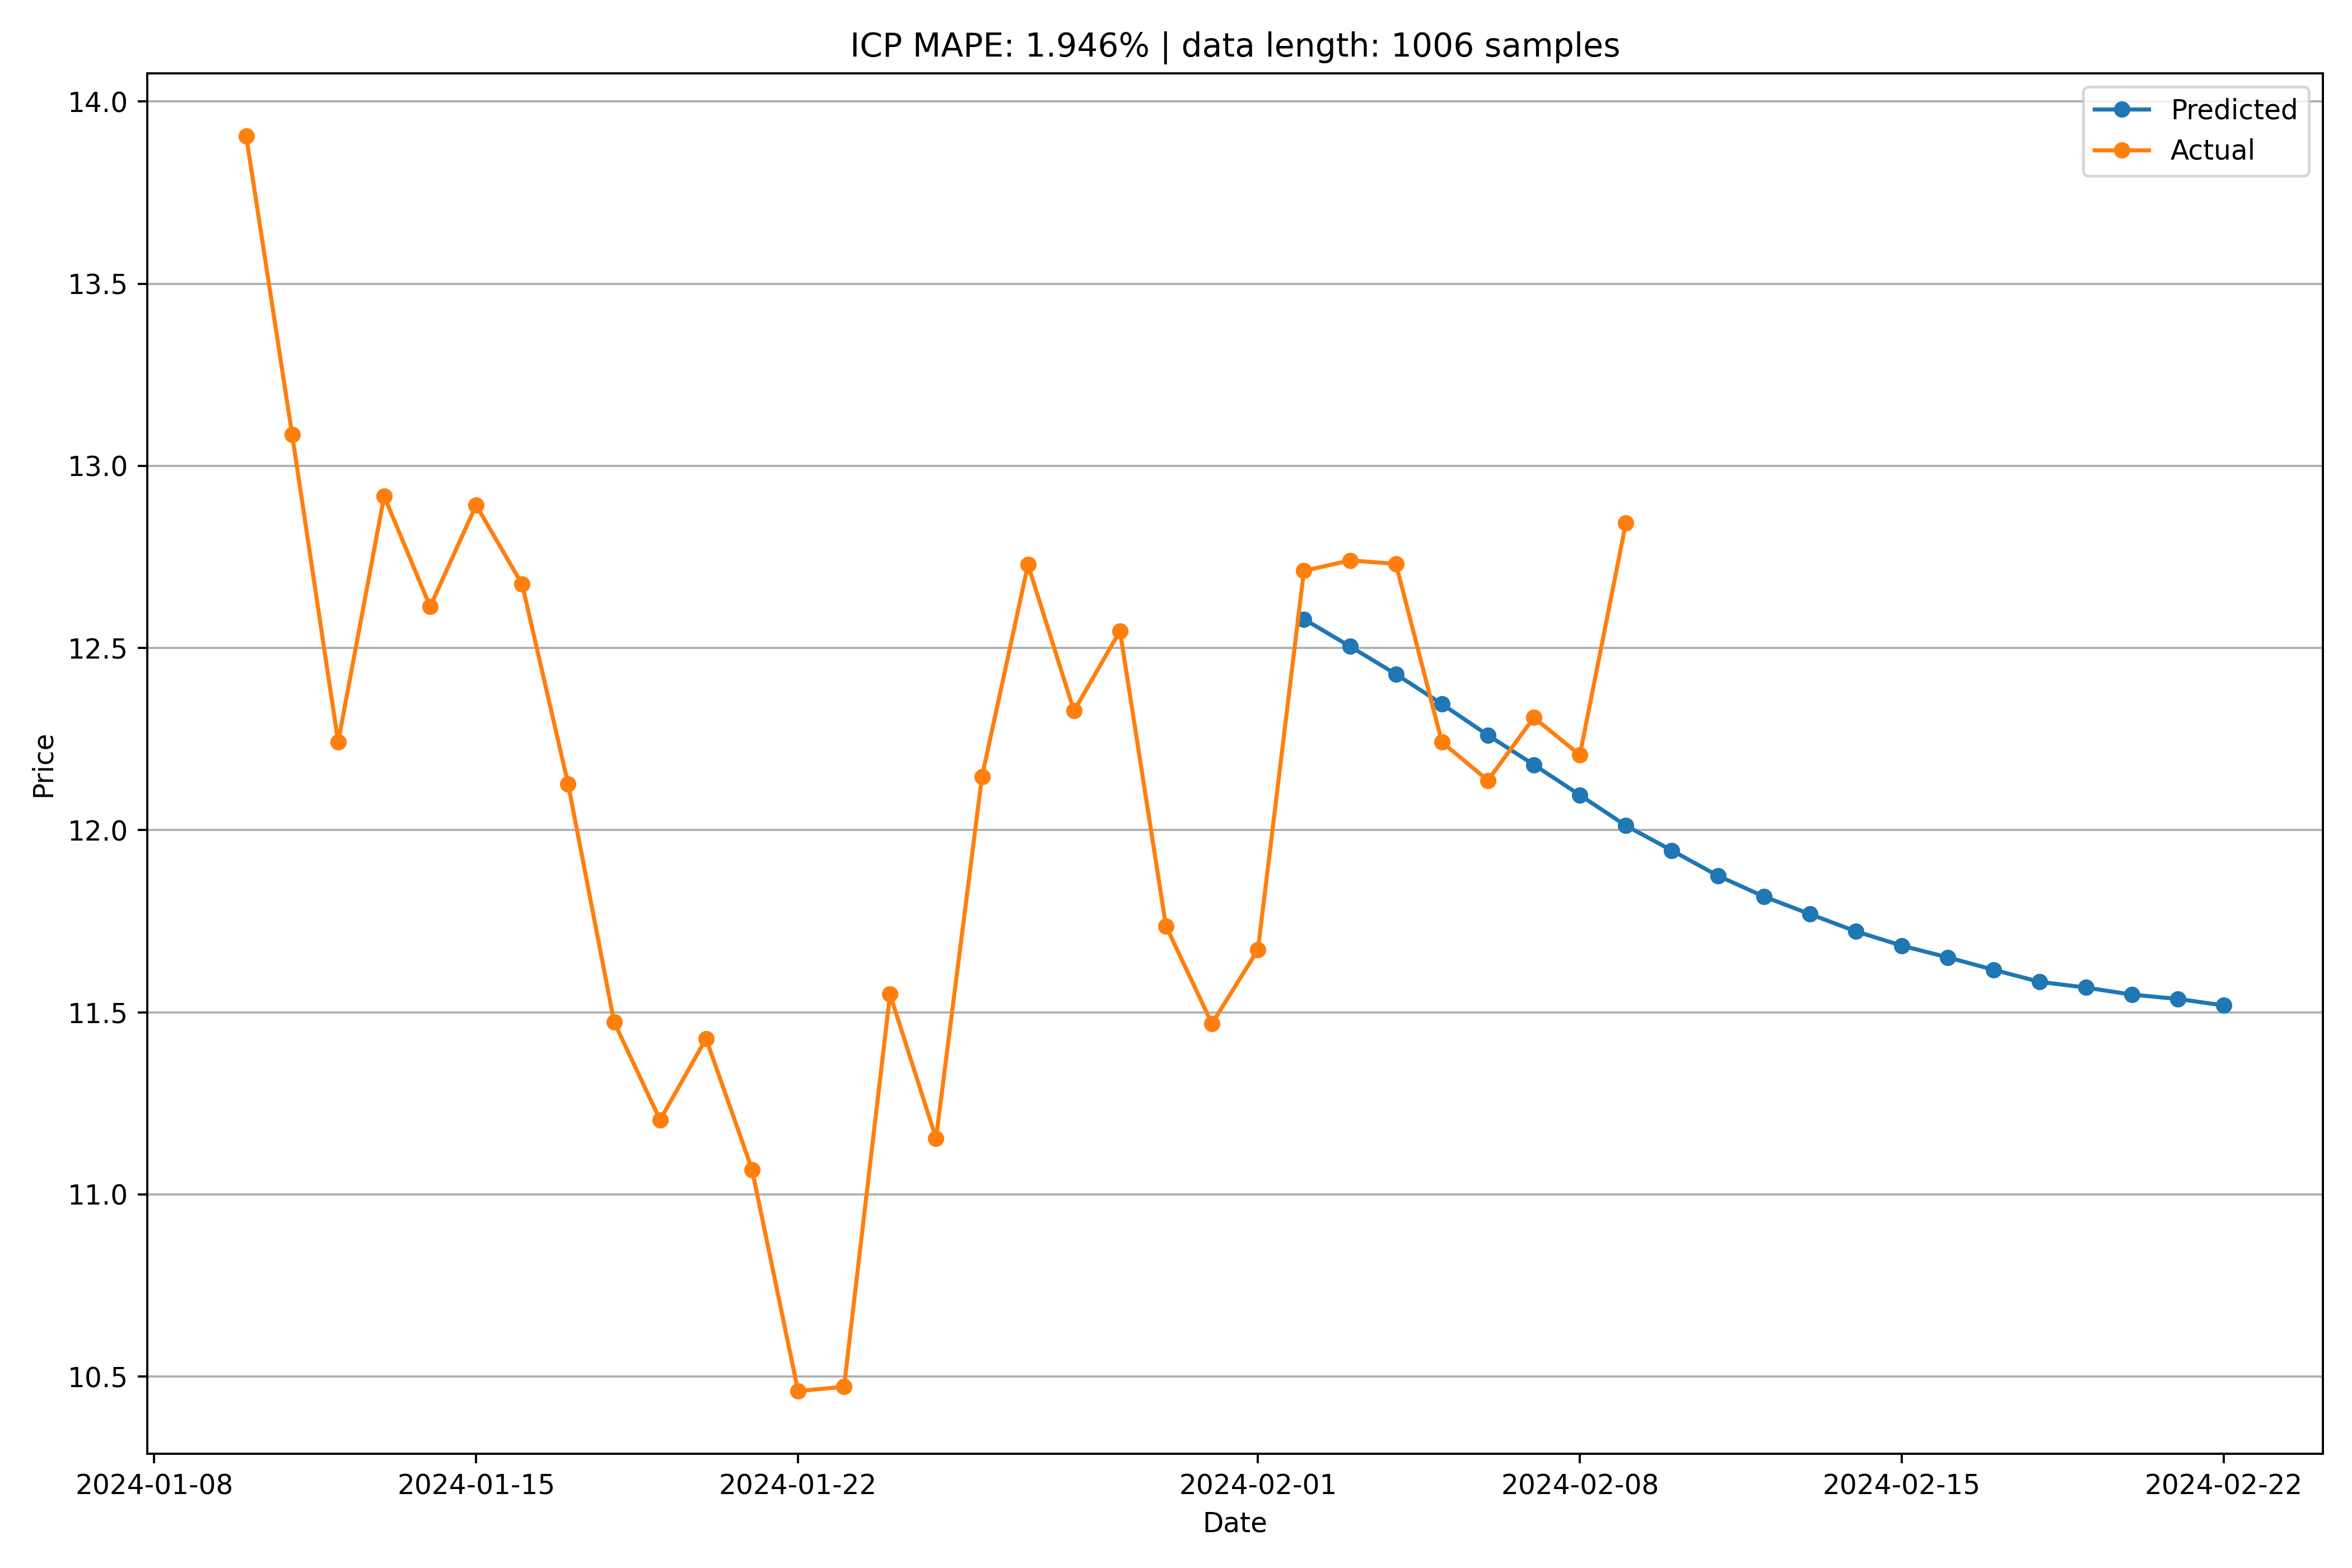 ICP MAPE: 1.946% | data length: 1006 samples
Predicted
Actual
14.0
13.5
13.0
12.5
12.0
11.5
11.0
10.5
Price
2024-01-08 2024-01-15 2024-01-22 2024-02-01 2024-02-08 2024-02-15 2024-02-22
Date